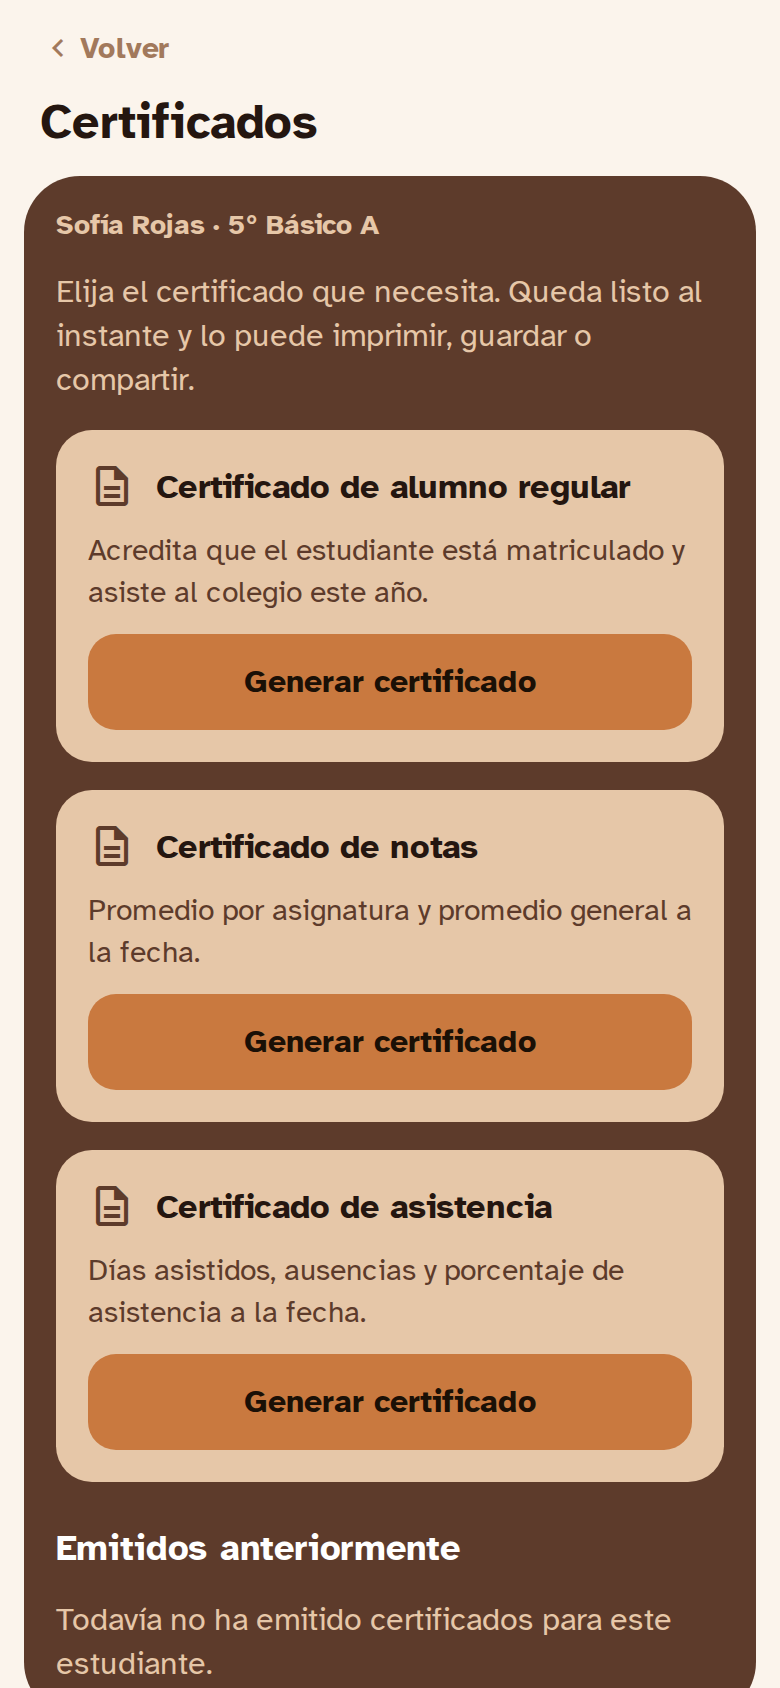 Volver
Certificados
Sofía Rojas · 5° Básico A
Elija el certificado que necesita. Queda listo al
instante y lo puede imprimir, guardar o
compartir.
Certificado de alumno regular
Acredita que el estudiante está matriculado y
asiste al colegio este año.
Generar certificado
Certificado de notas
Promedio por asignatura y promedio general a
la fecha.
Generar certificado
Certificado de asistencia
Días asistidos, ausencias y porcentaje de
asistencia a la fecha.
Generar certificado
Emitidos anteriormente
Todavía no ha emitido certificados para este
estudiante.